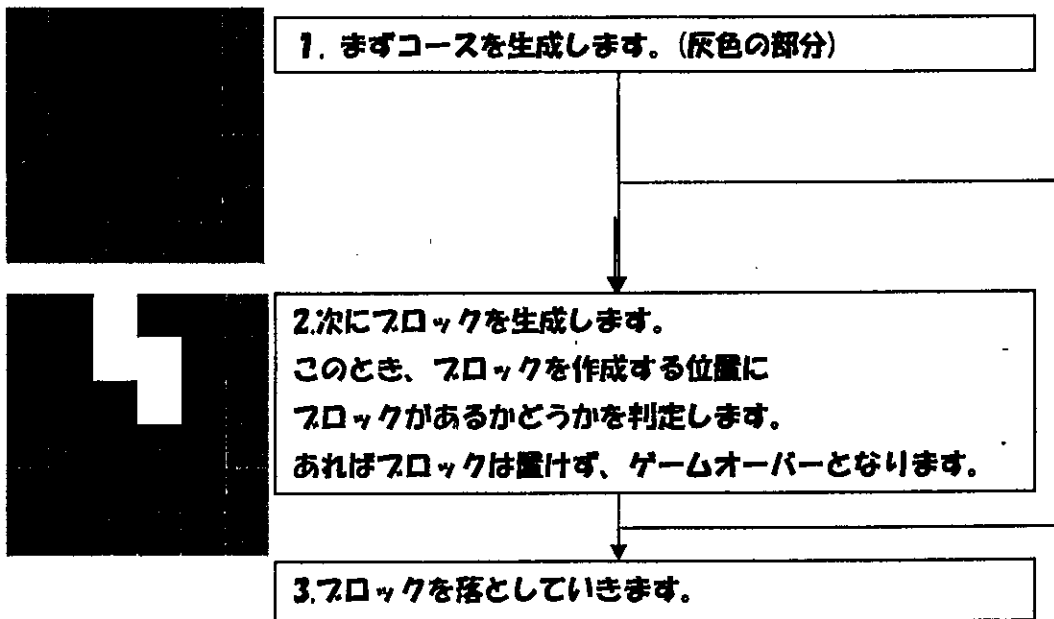 1. まずコースを生成します。(灰色の部分)
2.次にブロックを生成します。
このとき、ブロックを作成する位置に
ブロックがあるかどうかを判定します。
あればブロックは置けず、ゲームオーバーとなります。
3.ブロックを落としていきます。